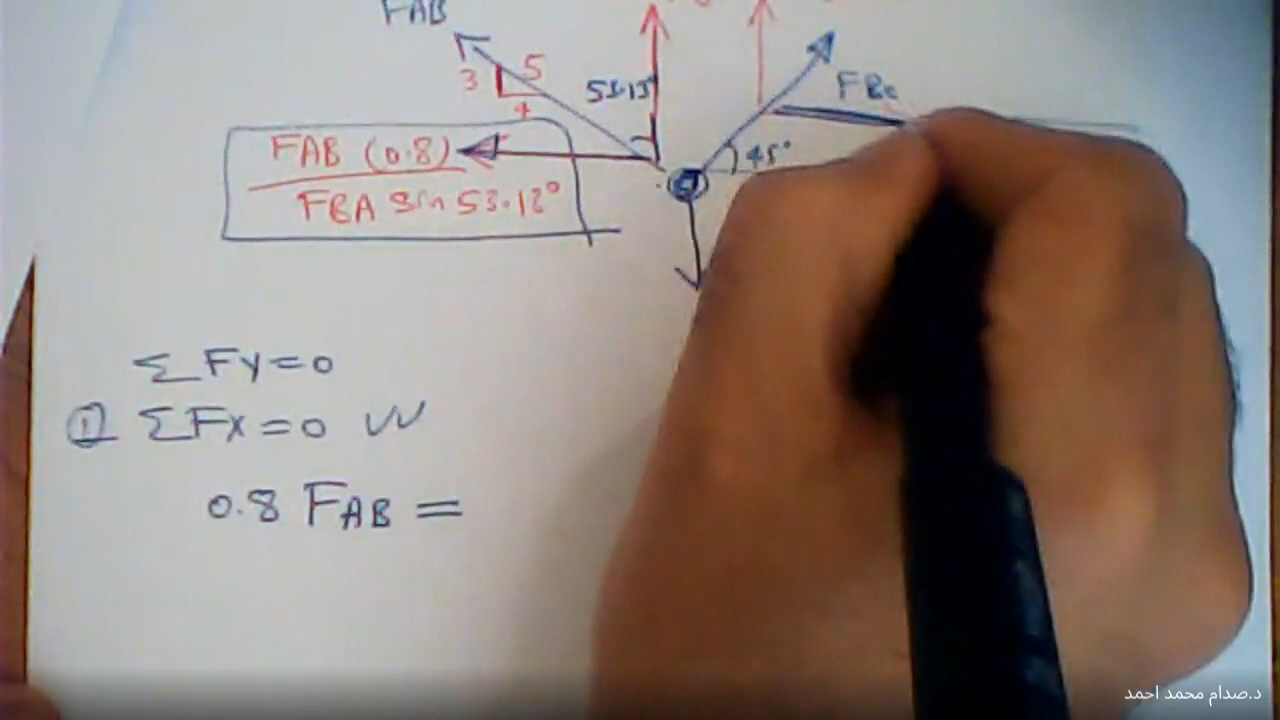 FAB
3 5
4
53.13°
FBC
45°
FAB (0.8)
FBA sin 53.12°
ΣFy=0
① ΣFx=0
0.8 FAB =
د.صدام محمد احمد